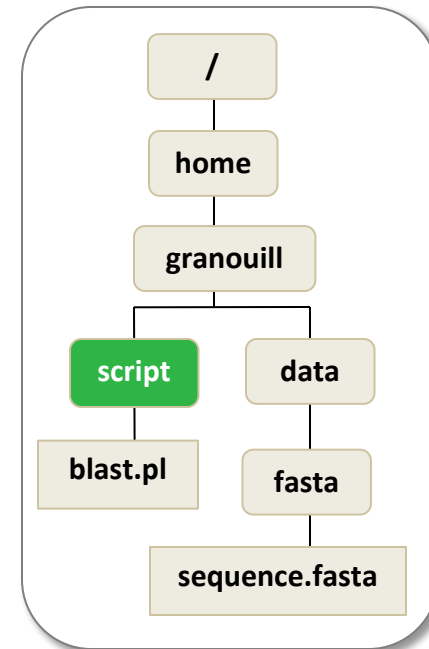 /
home
granouill
script
data
blast.pl
fasta
sequence.fasta